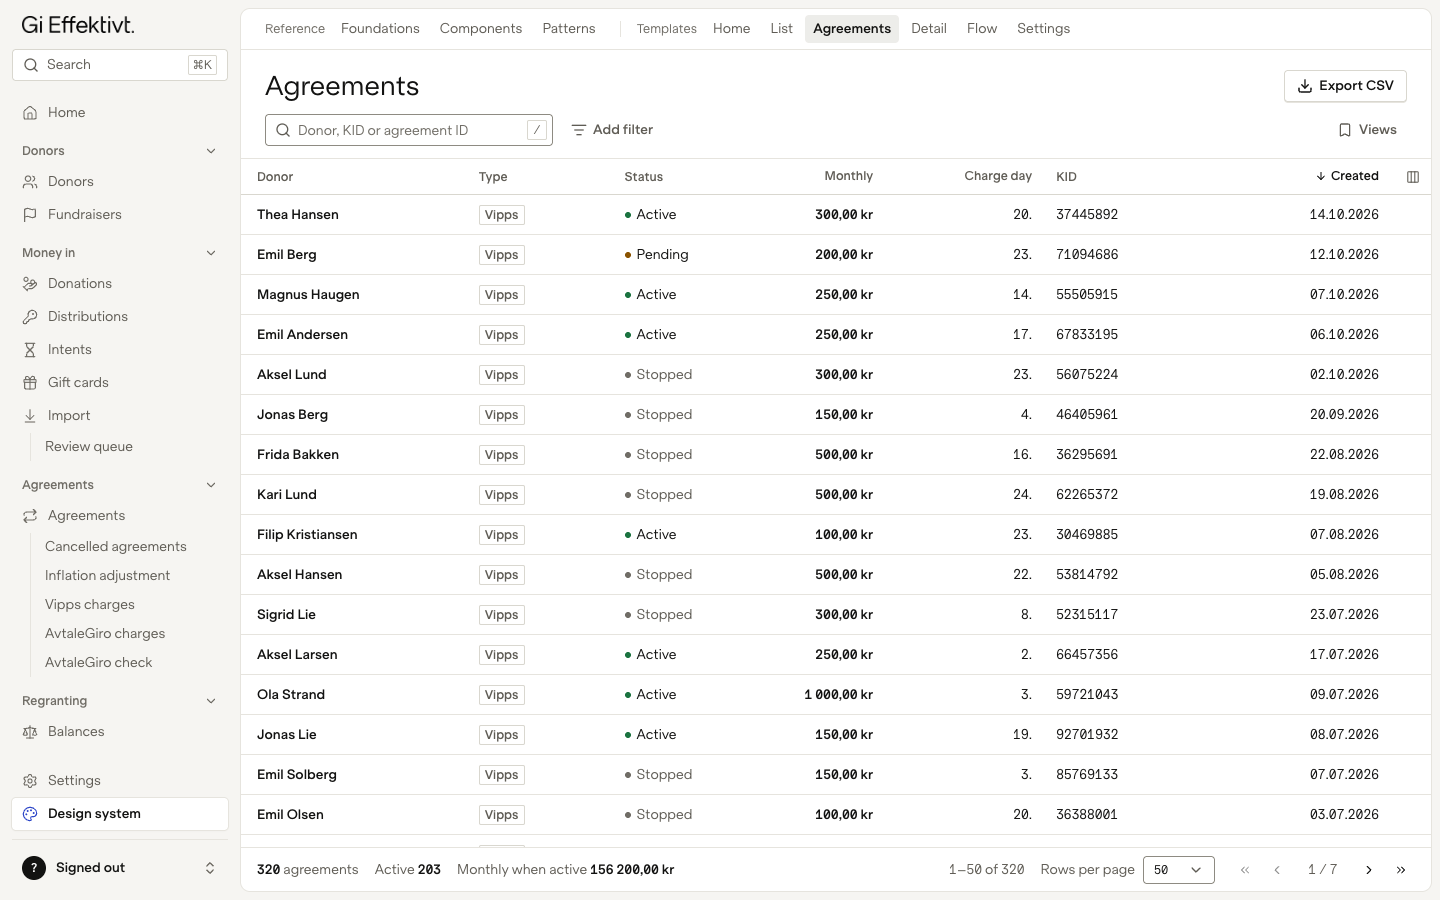 Gi Effektivt.
Search ⌘K
Home
Donors
Donors
Fundraisers
Money in
Donations
Distributions
Intents
Gift cards
Import
Review queue
Agreements
Agreements
Cancelled agreements
Inflation adjustment
Vipps charges
AvtaleGiro charges
AvtaleGiro check
Regranting
Balances
Settings
Design system
? Signed out
Reference Foundations Components Patterns Templates Home List Agreements Detail Flow Settings
Agreements
Export CSV
Donor, KID or agreement ID / Add filter Views
Donor Type Status Monthly Charge day KID ↓ Created
Thea Hansen Vipps Active 300,00 kr 20. 37445892 14.10.2026
Emil Berg Vipps Pending 200,00 kr 23. 71094686 12.10.2026
Magnus Haugen Vipps Active 250,00 kr 14. 55505915 07.10.2026
Emil Andersen Vipps Active 250,00 kr 17. 67833195 06.10.2026
Aksel Lund Vipps Stopped 300,00 kr 23. 56075224 02.10.2026
Jonas Berg Vipps Stopped 150,00 kr 4. 46405961 20.09.2026
Frida Bakken Vipps Stopped 500,00 kr 16. 36295691 22.08.2026
Kari Lund Vipps Stopped 500,00 kr 24. 62265372 19.08.2026
Filip Kristiansen Vipps Active 100,00 kr 23. 30469885 07.08.2026
Aksel Hansen Vipps Stopped 500,00 kr 22. 53814792 05.08.2026
Sigrid Lie Vipps Stopped 300,00 kr 8. 52315117 23.07.2026
Aksel Larsen Vipps Active 250,00 kr 2. 66457356 17.07.2026
Ola Strand Vipps Active 1 000,00 kr 3. 59721043 09.07.2026
Jonas Lie Vipps Active 150,00 kr 19. 92701932 08.07.2026
Emil Solberg Vipps Stopped 150,00 kr 3. 85769133 07.07.2026
Emil Olsen Vipps Stopped 100,00 kr 20. 36388001 03.07.2026
320 agreements Active 203 Monthly when active 156 200,00 kr 1–50 of 320 Rows per page 50 « ‹ 1 / 7 › »